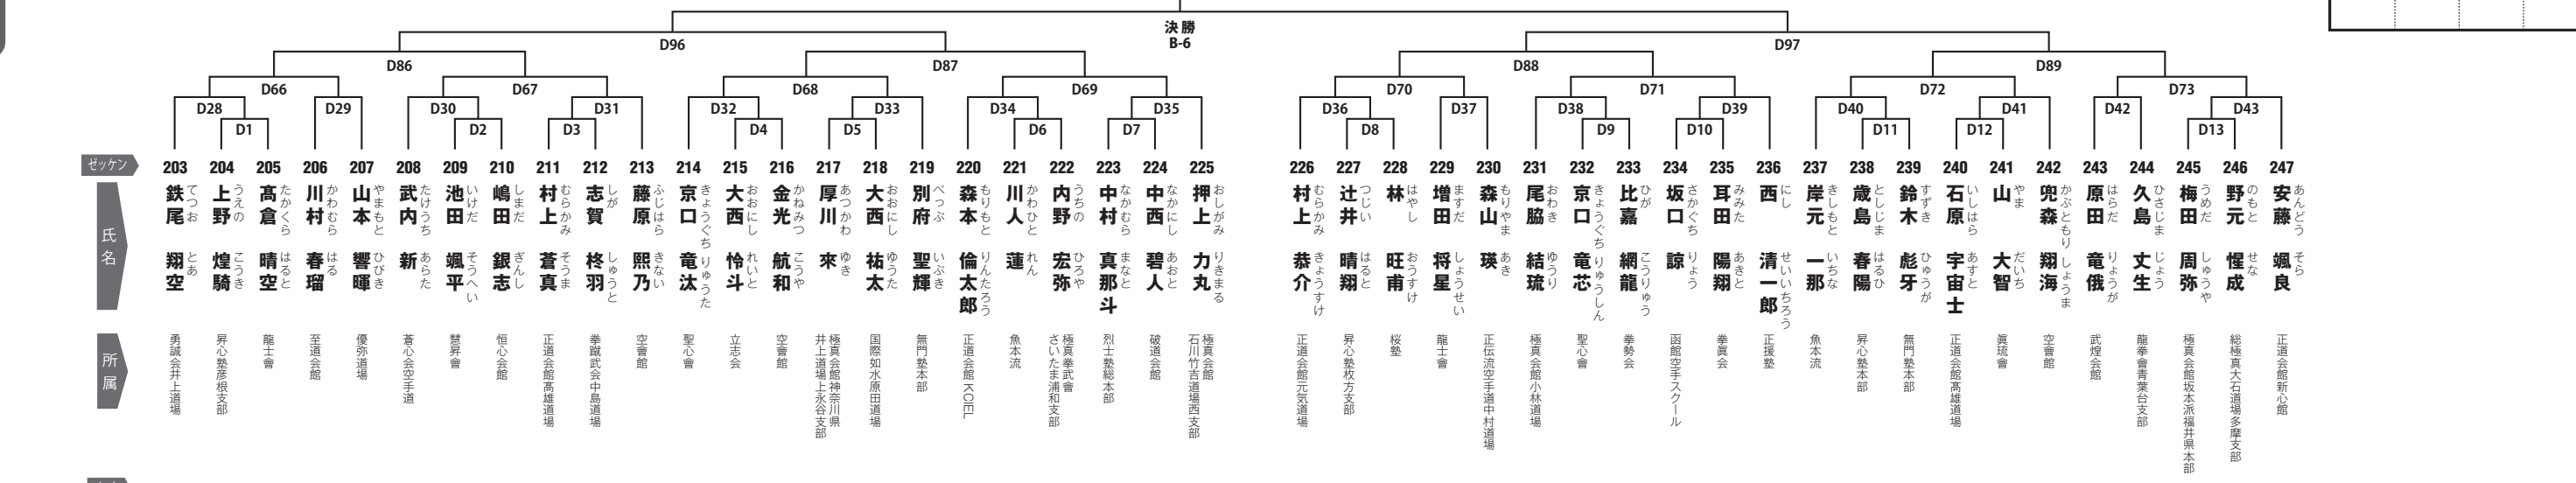 決勝
B-6
D96
D97
D86
D87
D88
D89
D66
D67
D68
D69
D70
D71
D72
D73
D28
D29
D30
D31
D32
D33
D34
D35
D36
D37
D38
D39
D40
D41
D42
D43
D1
D2
D3
D4
D5
D6
D7
D8
D9
D10
D11
D12
D13
ゼッケン
氏名
所属
203
鉄尾 翔空
てつお とあ
勇誠会井上道場
204
上野 煌騎
うえの こうき
昇心塾彦根支部
205
髙倉 晴空
たかくら はると
龍士會
206
川村 春瑠
かわむら はる
至道会館
207
山本 響暉
やまもと ひびき
優弥道場
208
武内 新
たけうち あらた
蒼心会空手道
209
池田 颯平
いけだ そうへい
慧昇會
210
嶋田 銀志
しまだ ぎんし
恒心会館
211
村上 蒼真
むらかみ そうま
正道会館髙雄道場
212
志賀 柊羽
しが しゅうと
拳蹴武会中島道場
213
藤原 熙乃
ふじはら きない
空會館
214
京口 竜汰
きょうぐち りゅうた
聖心會
215
大西 怜斗
おおにし れいと
立志会
216
金光 航和
かねみつ こうや
空會館
217
厚川 來
あつかわ ゆき
極真会館神奈川県
井上道場上永谷支部
218
大西 祐太
おおにし ゆうた
国際如水原田道場
219
別府 聖輝
べっぷ いぶき
無門塾本部
220
森本 倫太郎
もりもと りんたろう
正道会館 KCIEL
221
川人 蓮
かわひと れん
魚本流
222
内野 宏弥
うちの ひろや
極真拳武會
さいたま浦和支部
223
中村 真那斗
なかむら まなと
烈士塾総本部
224
中西 碧人
なかにし あおと
破道会館
225
押上 力丸
おしがみ りきまる
極真会館
石川竹吉道場西支部
226
村上 恭介
むらかみ きょうすけ
正道会館元気道場
227
辻井 晴翔
つじい はると
昇心塾枚方支部
228
林 旺甫
はやし おうすけ
桜塾
229
増田 将星
ますだ しょうせい
龍士會
230
森山 瑛
もりやま あき
正伝流空手道中村道場
231
尾脇 結琉
おわき ゆうり
極真会館小林道場
232
京口 竜芯
きょうぐち りゅうしん
聖心會
233
比嘉 綱龍
ひが こうりゅう
拳勢会
234
坂口 諒
さかぐち りょう
函館空手スクール
235
耳田 陽翔
みみた あきと
拳眞会
236
西 清一郎
にし せいいちろう
正援塾
237
岸元 一那
きしもと いちな
魚本流
238
歳島 春陽
としじま はるひ
昇心塾本部
239
鈴木 彪牙
すずき ひゅうが
無門塾本部
240
石原 宇宙士
いしはら あすと
正道会館髙雄道場
241
山 大智
やま だいち
眞琉會
242
兜森 翔海
かぶともり しょうま
空會館
243
原田 竜俄
はらだ りょうが
武煌会館
244
久島 丈生
ひさじま じょう
龍拳會青葉台支部
245
梅田 周弥
うめだ しゅうや
極真会館坂本派福井県本部
246
野元 惺成
のもと せな
総極真大石道場多摩支部
247
安藤 颯良
あんどう そら
正道会館新心館